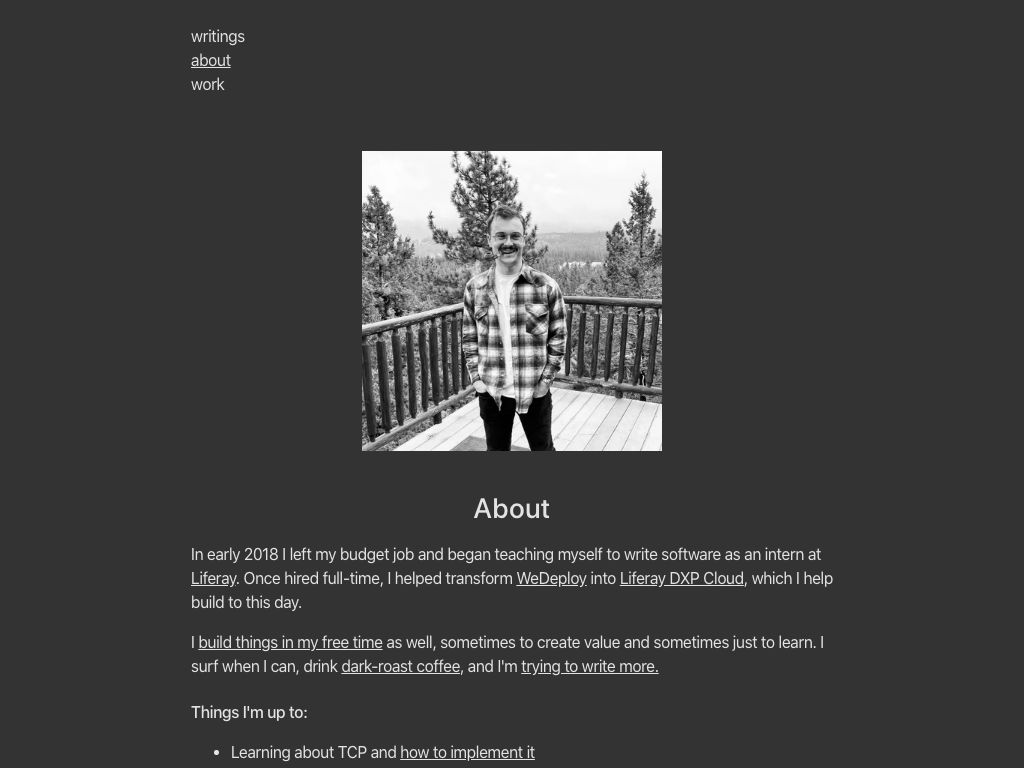 writings
about
work
About
In early 2018 I left my budget job and began teaching myself to write software as an intern at
Liferay. Once hired full-time, I helped transform WeDeploy into Liferay DXP Cloud, which I help
build to this day.
I build things in my free time as well, sometimes to create value and sometimes just to learn. I
surf when I can, drink dark-roast coffee, and I'm trying to write more.
Things I'm up to:
• Learning about TCP and how to implement it